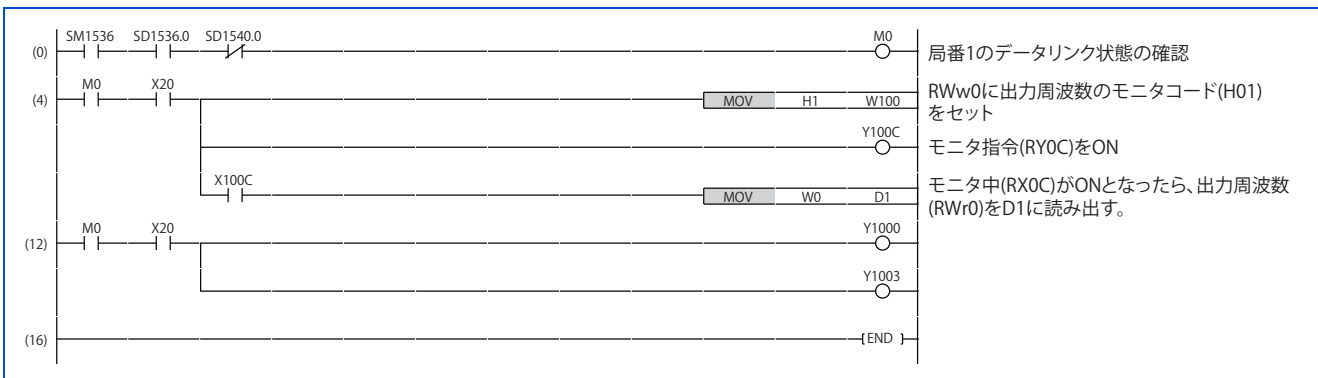 SM1536 SD1536.0 SD1540.0 M0
(0) 局番1のデータリンク状態の確認
M0 X20
(4) MOV H1 W100 RWw0に出力周波数のモニタコード(H01)
をセット
Y100C
モニタ指令(RY0C)をON
X100C
MOV W0 D1 モニタ中(RX0C)がONとなったら、出力周波数
(RWr0)をD1に読み出す。
M0 X20 Y1000
(12)
Y1003
(16) END